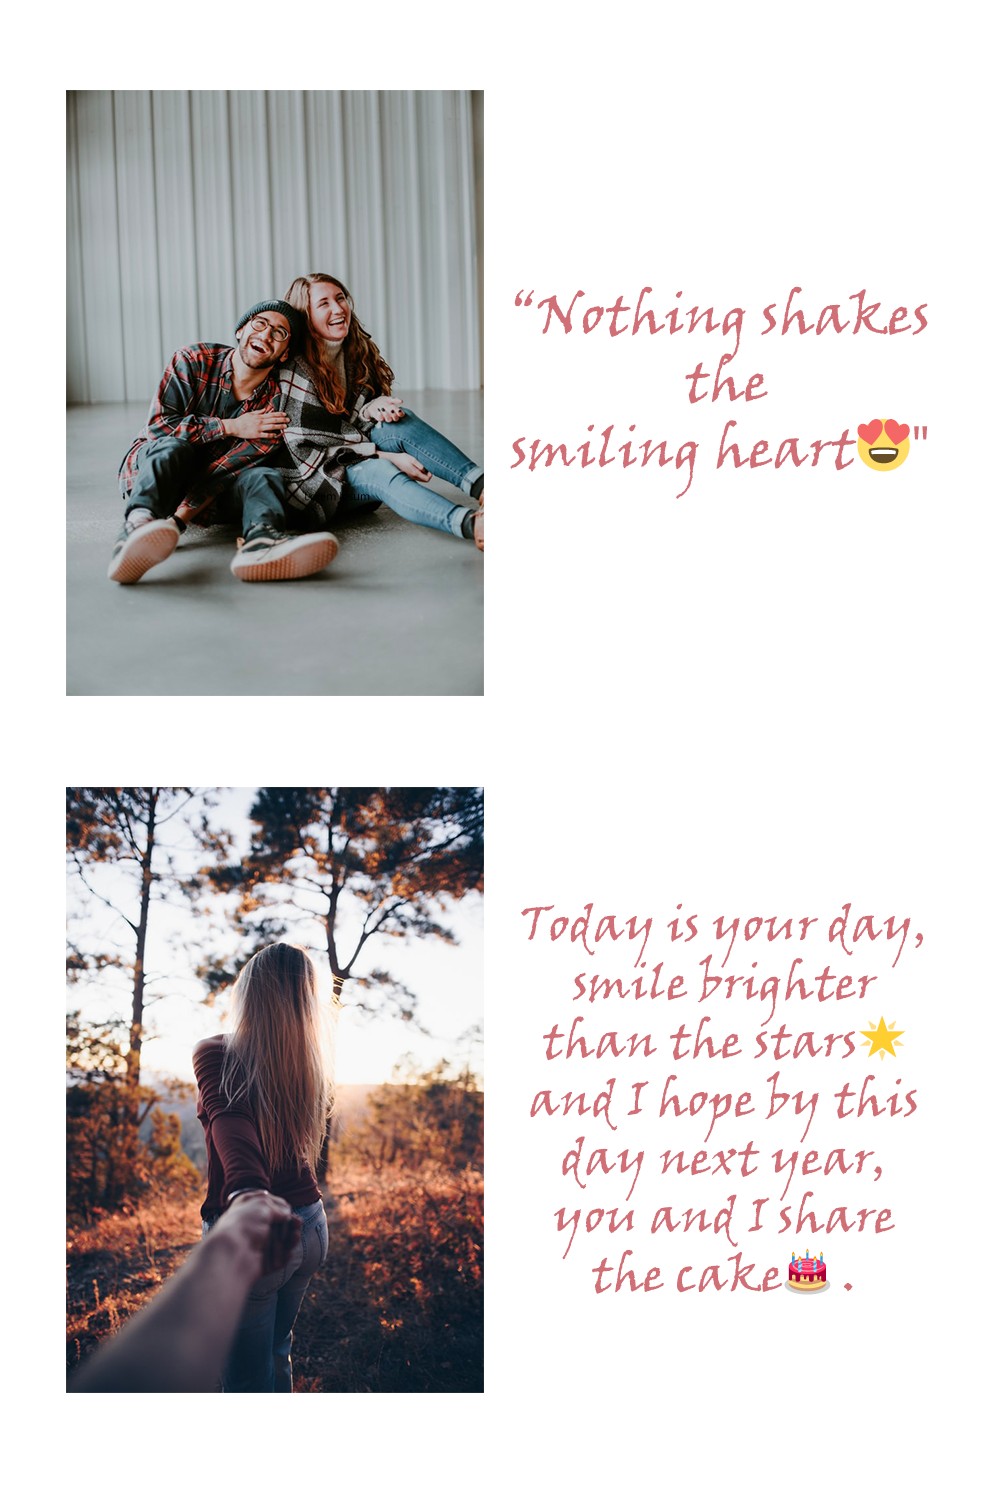 “Nothing shakes
the
smiling heart😍"
Today is your day,
smile brighter
than the stars🌟
and I hope by this
day next year,
you and I share
the cake🎂 .